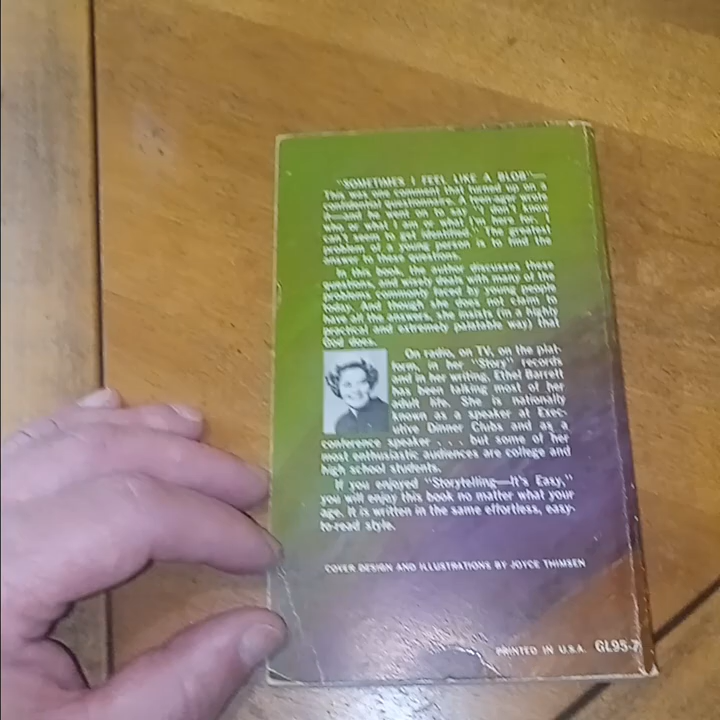 "SOMETIMES I FEEL LIKE A BLOB"—
This was one comment that turned up on a
confidential questionnaire. A teen-ager wrote
it—and he went on to say "I don't know
who or what I am or what I'm here for. I
can't seem to get identified." The greatest
problem of a young person is to find the
answer to these questions.
In this book, the author discusses these
questions, and wisely deals with many of the
problems commonly faced by young people
today. And though she does not claim to
have all the answers, she insists (in a highly
practical and extremely palatable way) that
God does.
On radio, on TV, on the plat-
form, in her "Story" records
and in her writing, Ethel Barrett
has been talking most of her
adult life. She is nationally
known as a speaker at Exec-
utive Dinner Clubs and as a
conference speaker . . . but some of her
most enthusiastic audiences are college and
high school students.
If you enjoyed "Storytelling—It's Easy,"
you will enjoy this book no matter what your
age. It is written in the same effortless, easy-
to-read style.
COVER DESIGN AND ILLUSTRATIONS BY JOYCE THIMSEN
PRINTED IN U.S.A. GL95-7